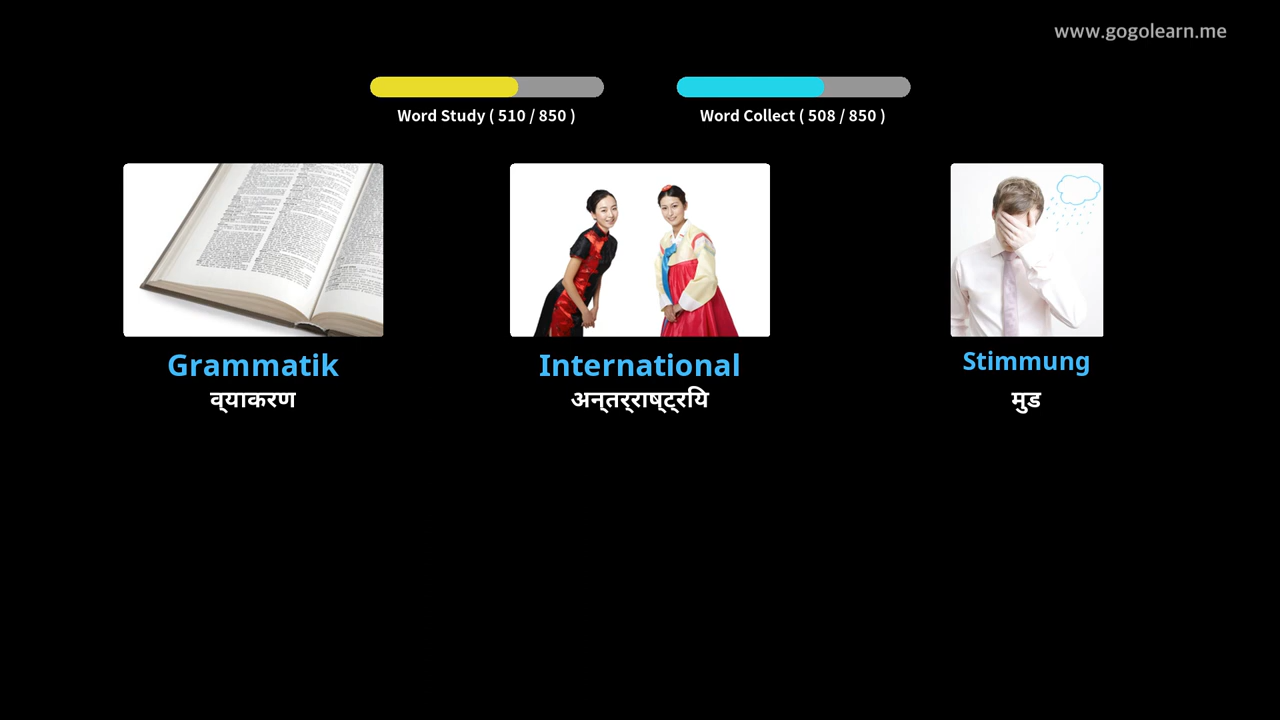 www.gogolearn.me
Word Study ( 510 / 850 )
Word Collect ( 508 / 850 )
Grammatik
International
Stimmung
व्‌याकरण
अन्‌तर्‌राष्‌ट्‌रयि
मुड